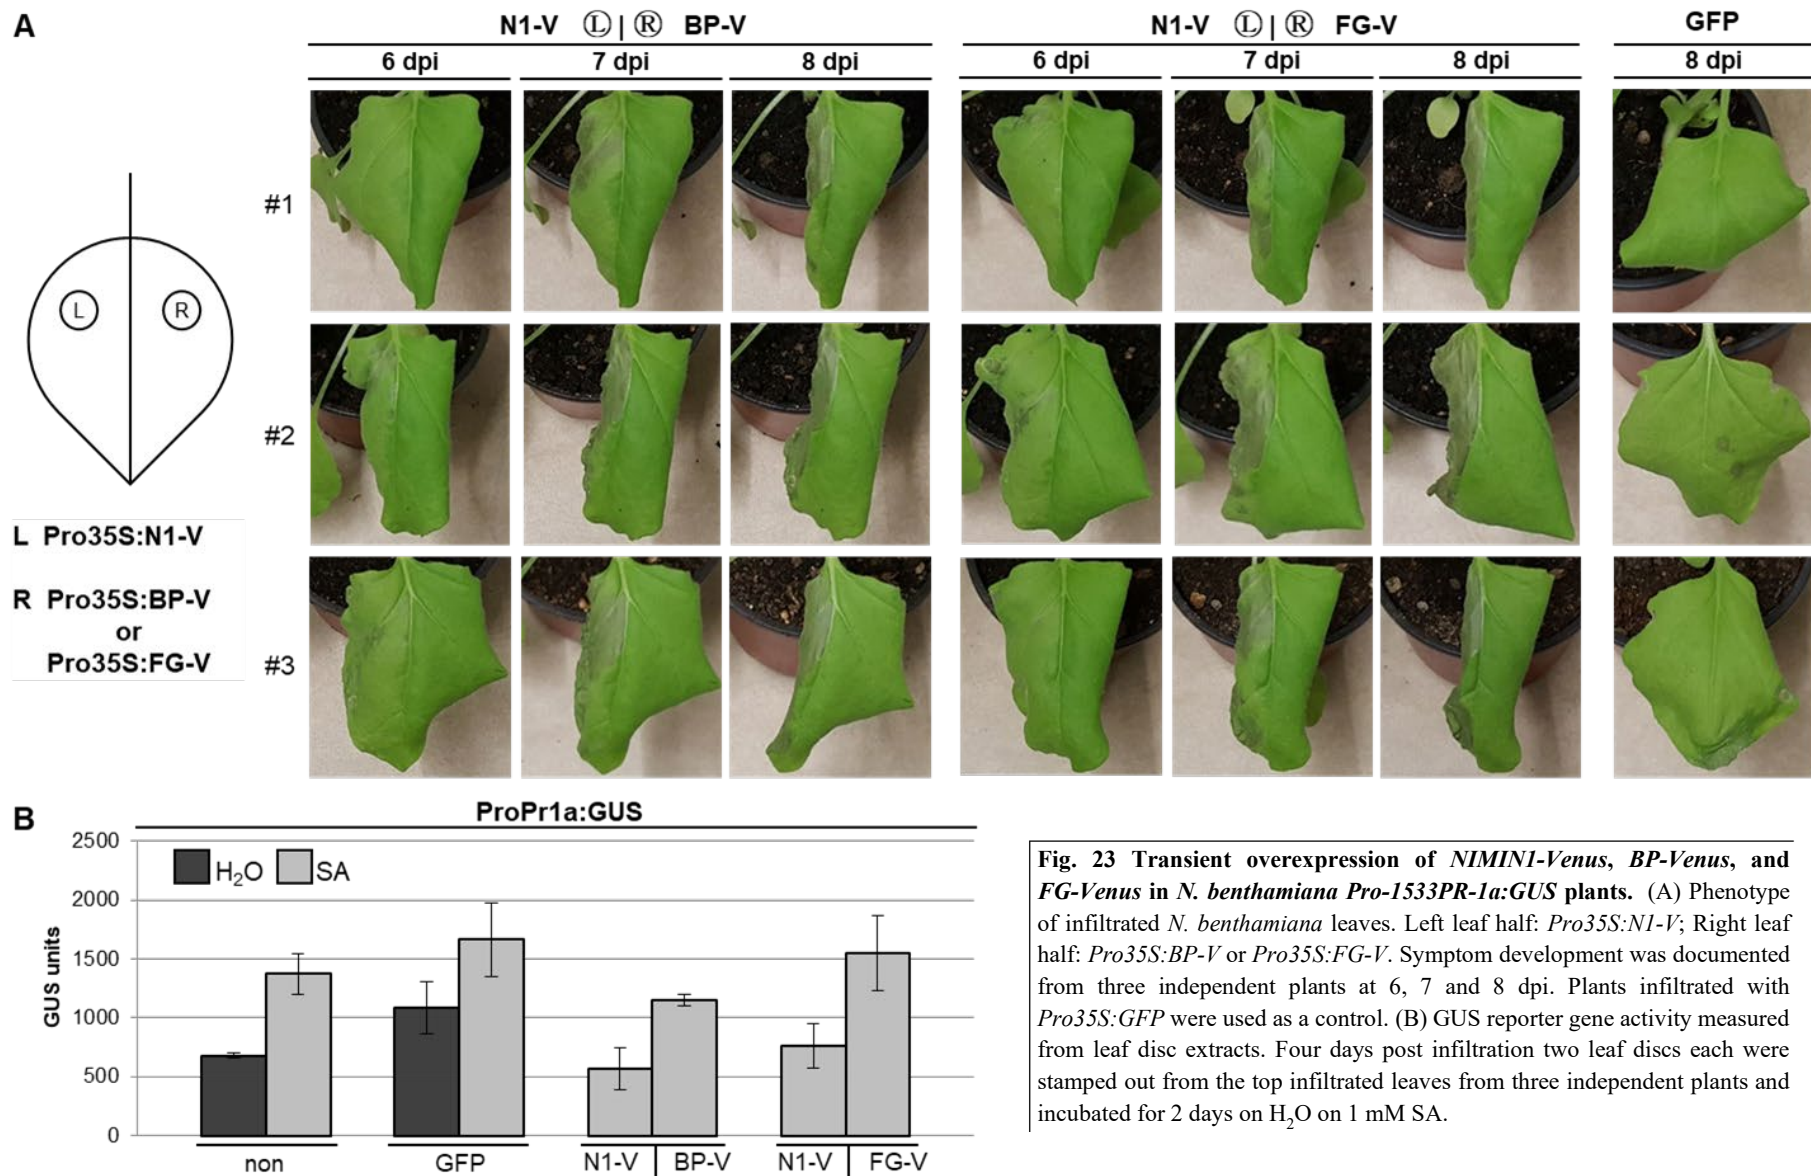 A
N1-V Ⓛ | Ⓡ BP-V
N1-V Ⓛ | Ⓡ FG-V
GFP
6 dpi
7 dpi
8 dpi
6 dpi
7 dpi
8 dpi
8 dpi
#1
#2
#3
L
R
L Pro35S:N1-V
R Pro35S:BP-V
or
Pro35S:FG-V
B
ProPr1a:GUS
GUS units
2500
2000
1500
1000
500
0
H₂O
SA
non
GFP
N1-V
BP-V
N1-V
FG-V
Fig. 23 Transient overexpression of NIMIN1-Venus, BP-Venus, and
FG-Venus in N. benthamiana Pro-1533PR-1a:GUS plants. (A) Phenotype
of infiltrated N. benthamiana leaves. Left leaf half: Pro35S:N1-V; Right leaf
half: Pro35S:BP-V or Pro35S:FG-V. Symptom development was documented
from three independent plants at 6, 7 and 8 dpi. Plants infiltrated with
Pro35S:GFP were used as a control. (B) GUS reporter gene activity measured
from leaf disc extracts. Four days post infiltration two leaf discs each were
stamped out from the top infiltrated leaves from three independent plants and
incubated for 2 days on H₂O on 1 mM SA.